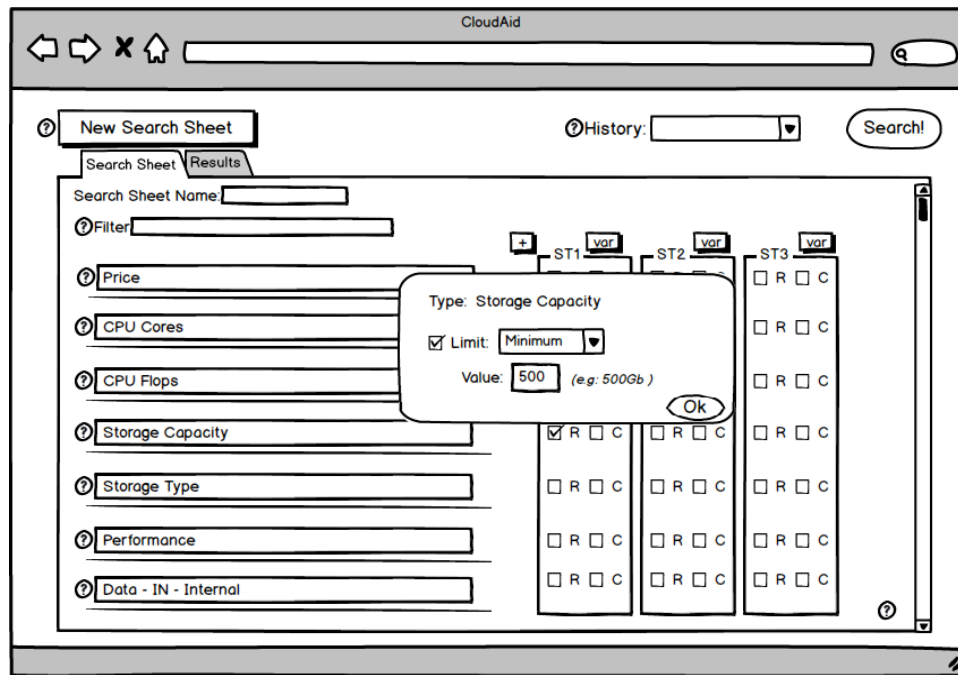 CloudAid
? New Search Sheet ? History: Search!
Search Sheet Results
Search Sheet Name:
? Filter
+ var var var
ST1 ST2 ST3
? Price R C
Type: Storage Capacity
? CPU Cores R C
Limit: Minimum
Value: 500 (e.g: 500Gb )
? CPU Flops R C
Ok
? Storage Capacity R C R C R C
? Storage Type R C R C R C
? Performance R C R C R C
? Data - IN - Internal R C R C R C
?